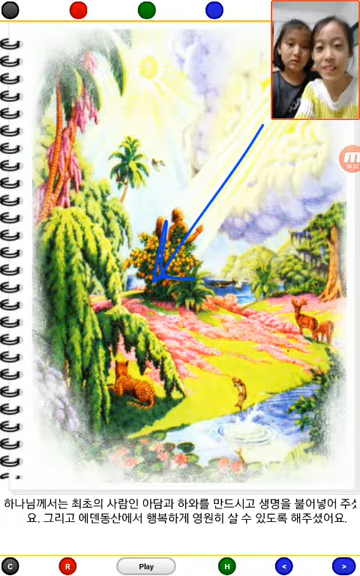 하나님께서는 최초의 사람인 아담과 하와를 만드시고 생명을 불어넣어 주셨
요. 그리고 에덴동산에서 행복하게 영원히 살 수 있도록 해주셨어요.
C
R
Play
H
<
>